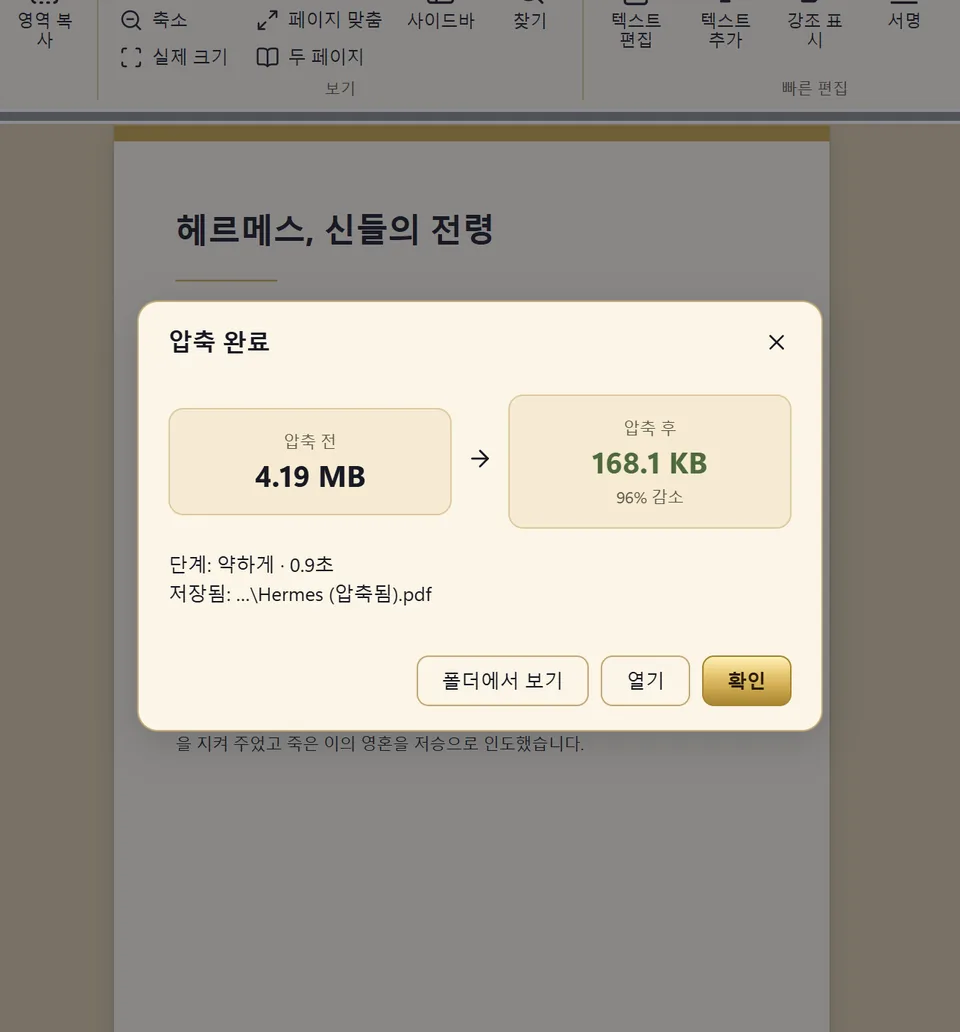 영역 복
사
축소
실제 크기
페이지 맞춤
두 페이지
사이드바
찾기
보기
텍스트
편집
텍스트
추가
강조 표
시
서명
빠른 편집
헤르메스, 신들의 전령
압축 완료
압축 전
4.19 MB
→
압축 후
168.1 KB
96% 감소
단계: 약하게 · 0.9초
저장됨: ...\Hermes (압축됨).pdf
폴더에서 보기
열기
확인
을 지켜 주었고 죽은 이의 영혼을 저승으로 인도했습니다.